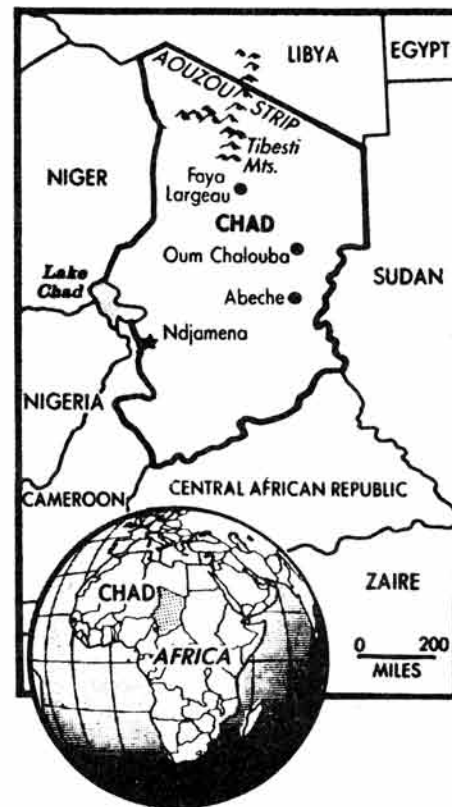 LIBYA
EGYPT
AOUZOU STRIP
Tibesti
Mts.
NIGER
Faya
Largeau
CHAD
Oum Chalouba
SUDAN
Lake
Chad
Abeche
Ndjamena
NIGERIA
CAMEROON
CENTRAL AFRICAN REPUBLIC
ZAIRE
CHAD
AFRICA
0 200
MILES